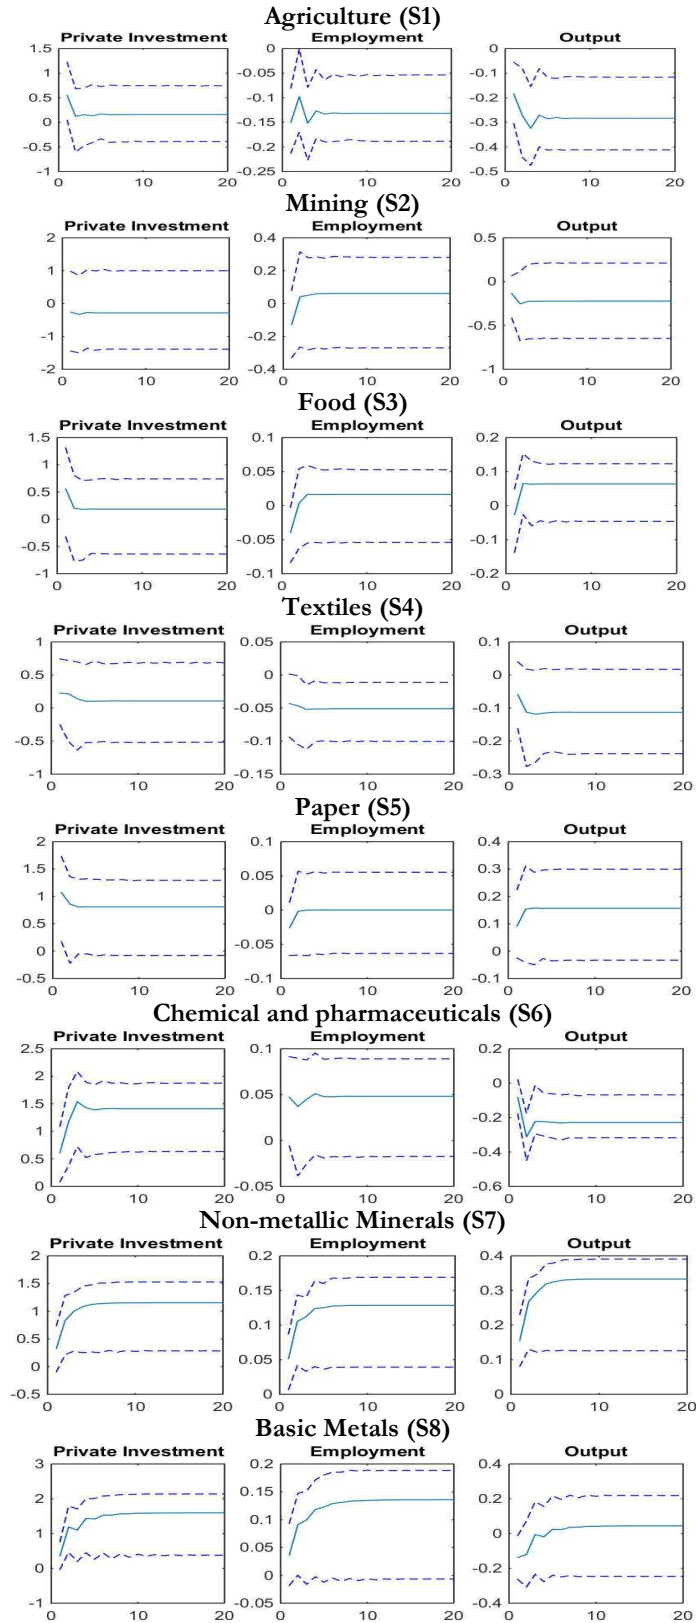 Agriculture (S1)
Private Investment Employment Output
1.5 0 0
1 -0.05 -0.1
0.5 -0.1 -0.2
0 -0.15 -0.3
-0.5 -0.2 -0.4
-1 -0.25 -0.5
0 10 20 0 10 20 0 10 20
Mining (S2)
Private Investment Employment Output
2 0.4 0.5
1 0.2 0
0 0 -0.5
-1 -0.2 -1
-2 -0.4
0 10 20 0 10 20 0 10 20
Food (S3)
Private Investment Employment Output
1.5 0.1 0.2
1 0.05 0.1
0.5 0 0
0 -0.05 -0.1
-0.5 -0.1 -0.2
-1
0 10 20 0 10 20 0 10 20
Textiles (S4)
Private Investment Employment Output
1 0.05 0.1
0.5 0 0
0 -0.05 -0.1
-0.5 -0.1 -0.2
-1 -0.15 -0.3
0 10 20 0 10 20 0 10 20
Paper (S5)
Private Investment Employment Output
2 0.1 0.4
1.5 0.05 0.3
1 0 0.2
0.5 -0.05 0.1
0 -0.1 0
-0.5 -0.1
0 10 20 0 10 20 0 10 20
Chemical and pharmaceuticals (S6)
Private Investment Employment Output
2.5 0.1 0.2
2 0.05 0
1.5 0 -0.2
1 -0.05 -0.4
0.5 -0.6
0
0 10 20 0 10 20 0 10 20
Non-metallic Minerals (S7)
Private Investment Employment Output
2 0.2 0.4
1.5 0.15 0.3
1 0.1 0.2
0.5 0.05 0.1
0 0 0
-0.5
0 10 20 0 10 20 0 10 20
Basic Metals (S8)
Private Investment Employment Output
3 0.2 0.4
2 0.15 0.2
1 0.1 0
0 0.05 -0.2
-1 0 -0.4
-0.05
0 10 20 0 10 20 0 10 20